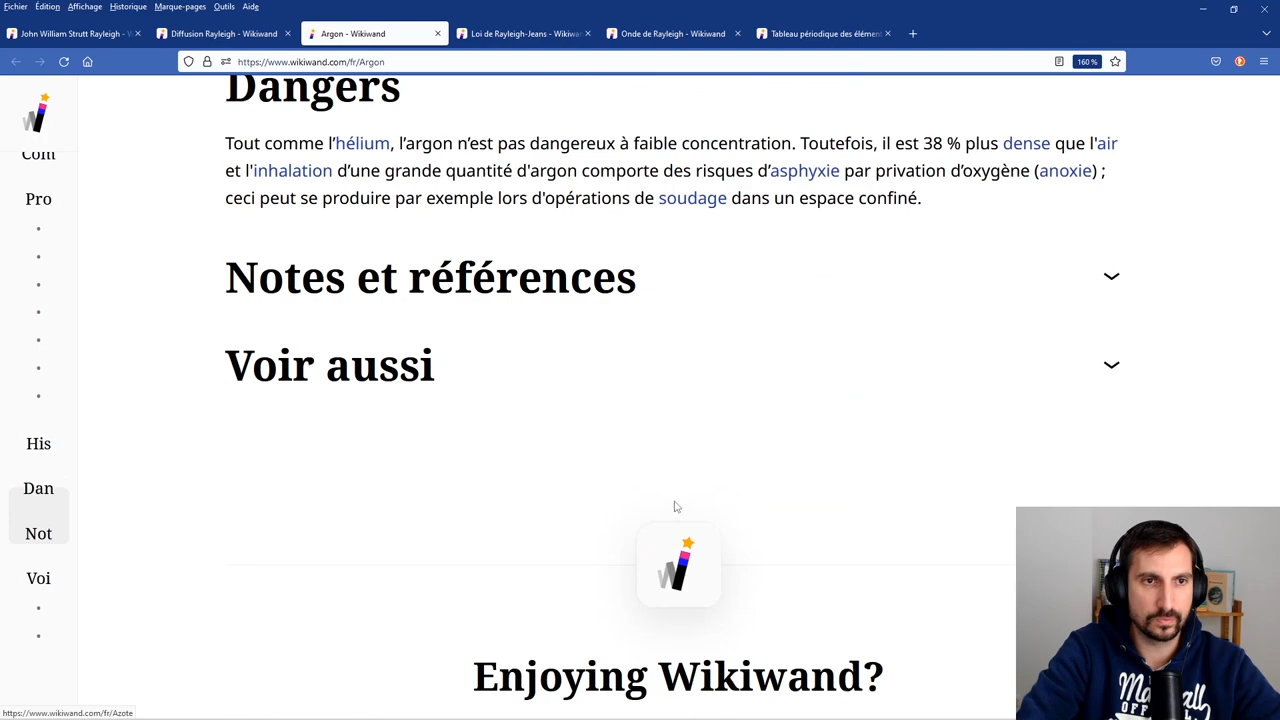 Fichier Édition Affichage Historique Marque-pages Outils Aide
John William Strutt Rayleigh - W
Diffusion Rayleigh - Wikiwand
Argon - Wikiwand
Loi de Rayleigh-Jeans - Wikiwan
Onde de Rayleigh - Wikiwand
Tableau périodique des élément
https://www.wikiwand.com/fr/Argon
160 %
Com
Pro
His
Dan
Not
Voi
Dangers
Tout comme l’hélium, l’argon n’est pas dangereux à faible concentration. Toutefois, il est 38 % plus dense que l'air
et l'inhalation d’une grande quantité d'argon comporte des risques d’asphyxie par privation d’oxygène (anoxie) ;
ceci peut se produire par exemple lors d'opérations de soudage dans un espace confiné.
Notes et références
Voir aussi
W
Enjoying Wikiwand?
https://www.wikiwand.com/fr/Azote